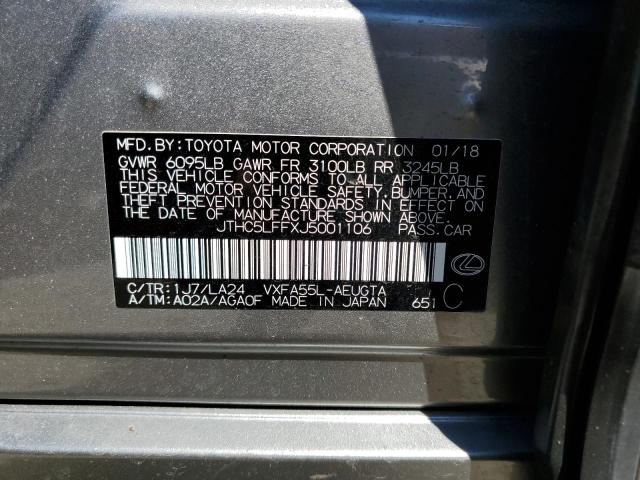 MFD. BY: TOYOTA MOTOR CORPORATION 01/18
GVWR 6095LB GAWR FR 3100LB RR 3245LB
THIS VEHICLE CONFORMS TO ALL APPLICABLE
FEDERAL MOTOR VEHICLE SAFETY, BUMPER, AND
THEFT PREVENTION STANDARDS IN EFFECT ON
THE DATE OF MANUFACTURE SHOWN ABOVE.
JTHC5LFFXJ5001106 PASS.CAR
C/TR: 1J7/LA24 VXFA55L-AEUGTA
A/TM: A02A/AGA0F MADE IN JAPAN 651 C